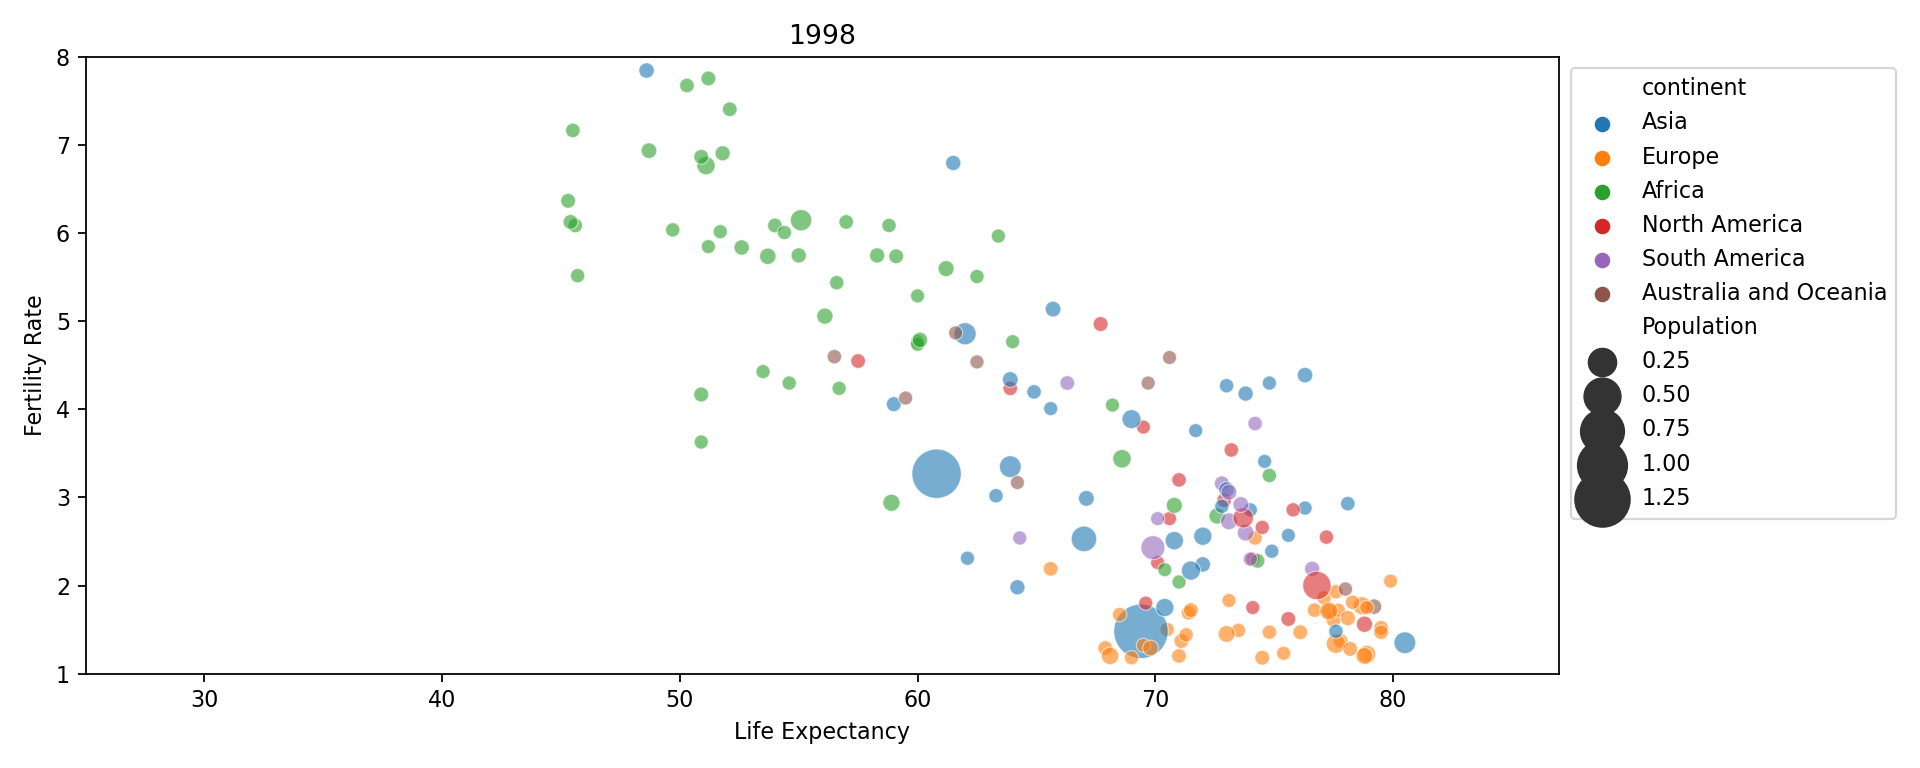 1998
8
7
6
5
4
3
2
1
Fertility Rate
30 40 50 60 70 80
Life Expectancy
continent
Asia
Europe
Africa
North America
South America
Australia and Oceania
Population
0.25
0.50
0.75
1.00
1.25